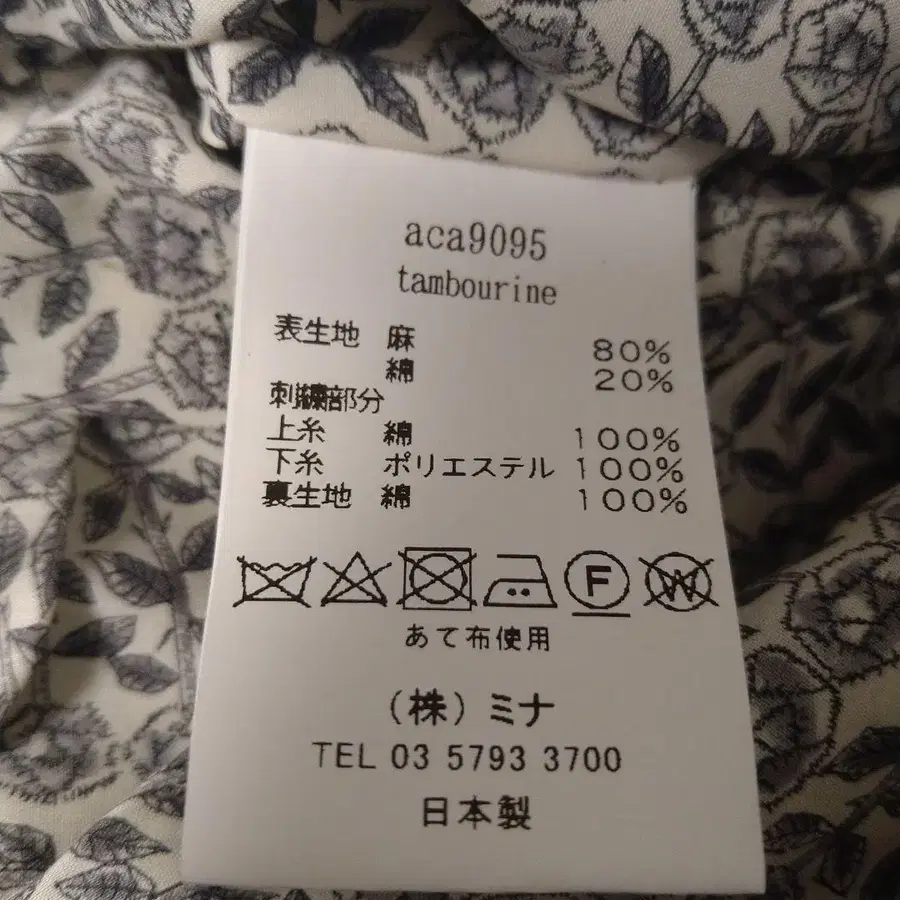 aca9095
tambourine
表生地 麻 80%
綿 20%
刺繍部分
上糸 綿 100%
下糸 ポリエステル 100%
裏生地 綿 100%
F W
あて布使用
(株)ミナ
TEL 03 5793 3700
日本製